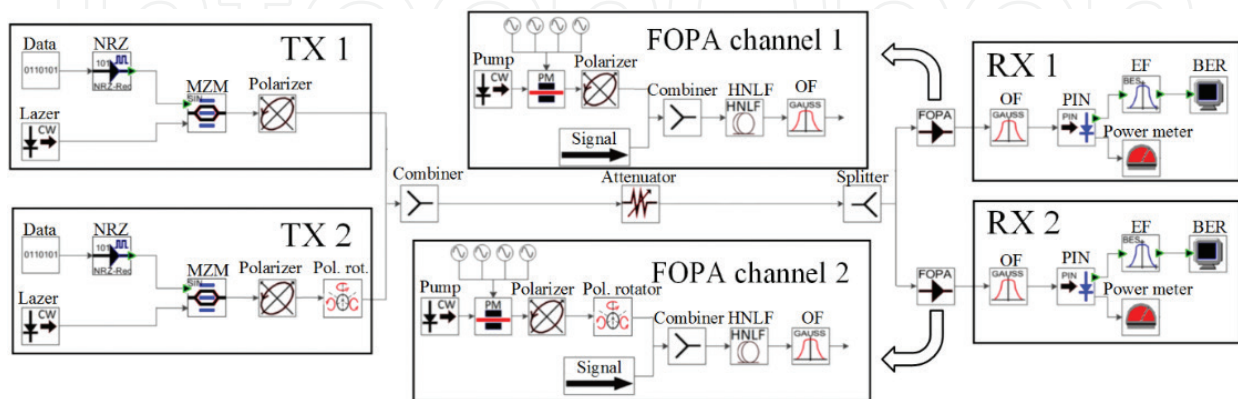 TX 1
Data
NRZ
0110101
101
NRZ-Rec
MZM
SIN
Polarizer
Lazer
CW
TX 2
Data
NRZ
0110101
101
NRZ-Rec
MZM
SIN
Polarizer
Pol. rot.
Lazer
CW
Combiner
Attenuator
Splitter
FOPA channel 1
Pump
CW
PM
Polarizer
Combiner
HNLF
HNLF
OF
GAUSS
Signal
FOPA channel 2
Pump
CW
PM
Polarizer
Pol. rotator
Combiner
HNLF
HNLF
OF
GAUSS
Signal
FOPA
FOPA
RX 1
OF
GAUSS
PIN
PIN
EF
BES
BER
Power meter
RX 2
OF
GAUSS
PIN
PIN
EF
BES
BER
Power meter